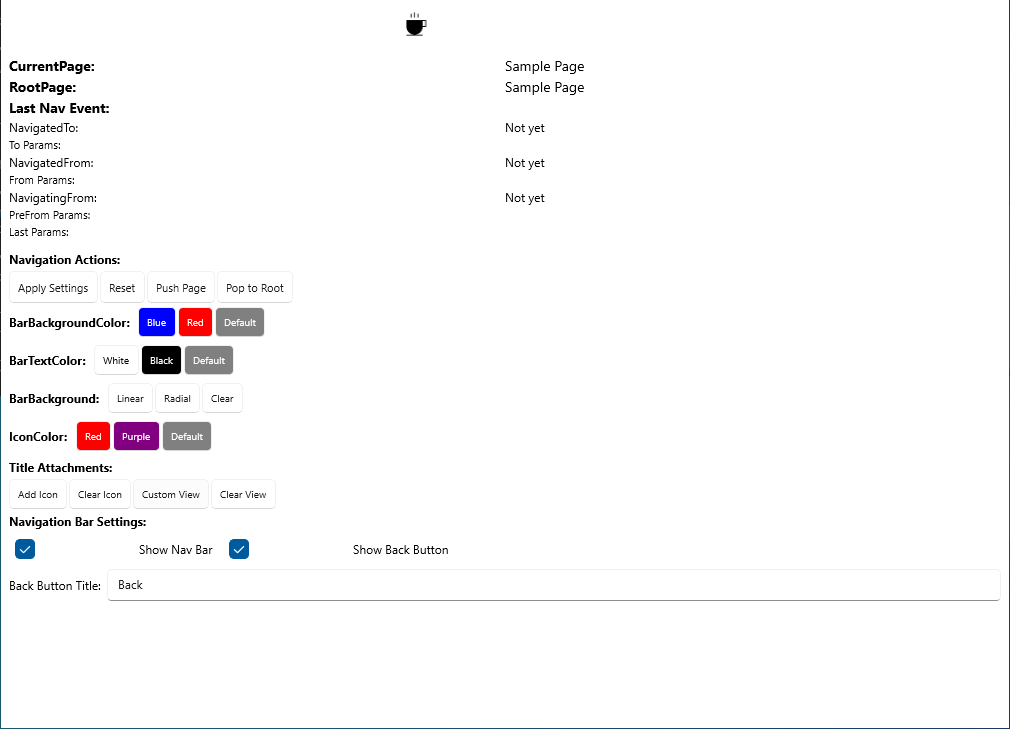 CurrentPage: Sample Page
RootPage: Sample Page
Last Nav Event:
NavigatedTo: Not yet
To Params:
NavigatedFrom: Not yet
From Params:
NavigatingFrom: Not yet
PreFrom Params:
Last Params:
Navigation Actions:
Apply Settings Reset Push Page Pop to Root
BarBackgroundColor: Blue Red Default
BarTextColor: White Black Default
BarBackground: Linear Radial Clear
IconColor: Red Purple Default
Title Attachments:
Add Icon Clear Icon Custom View Clear View
Navigation Bar Settings:
Show Nav Bar Show Back Button
Back Button Title: Back